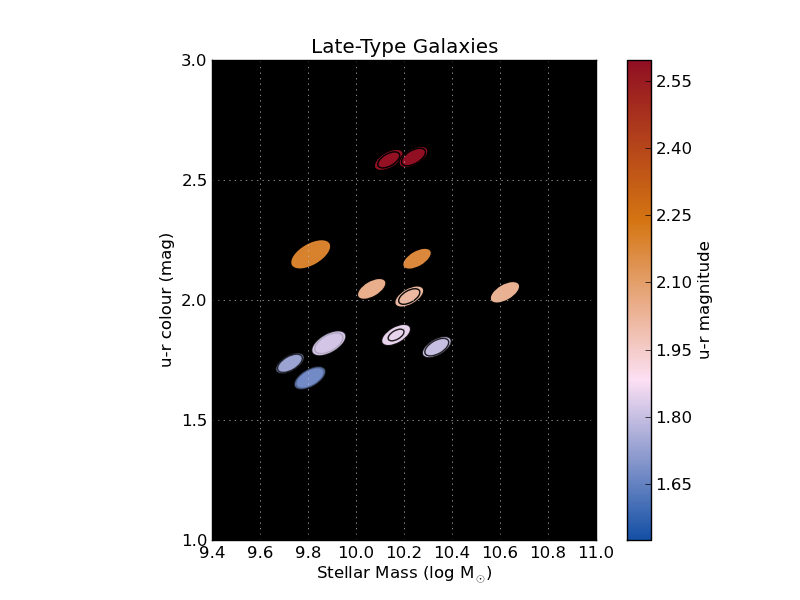 Late-Type Galaxies
u-r colour (mag)
3.0
2.5
2.0
1.5
1.0
9.4 9.6 9.8 10.0 10.2 10.4 10.6 10.8 11.0
Stellar Mass (log M☉)
2.55
2.40
2.25
2.10
1.95
1.80
1.65
u-r magnitude